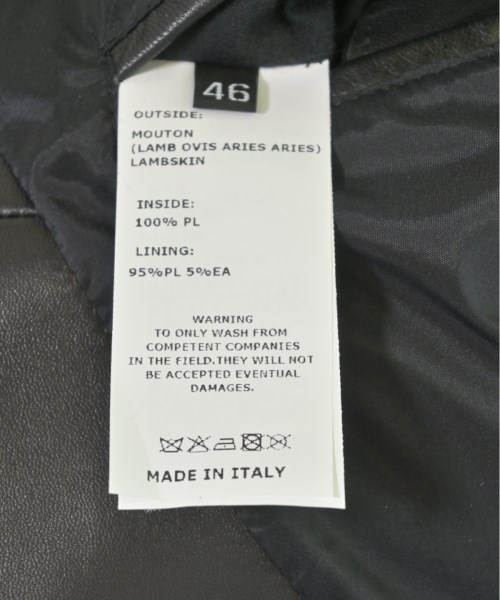 46
OUTSIDE:
MOUTON
(LAMB OVIS ARIES ARIES)
LAMBSKIN
INSIDE:
100% PL
LINING:
95%PL 5%EA
WARNING
TO ONLY WASH FROM
COMPETENT COMPANIES
IN THE FIELD.THEY WILL NOT
BE ACCEPTED EVENTUAL
DAMAGES.
MADE IN ITALY